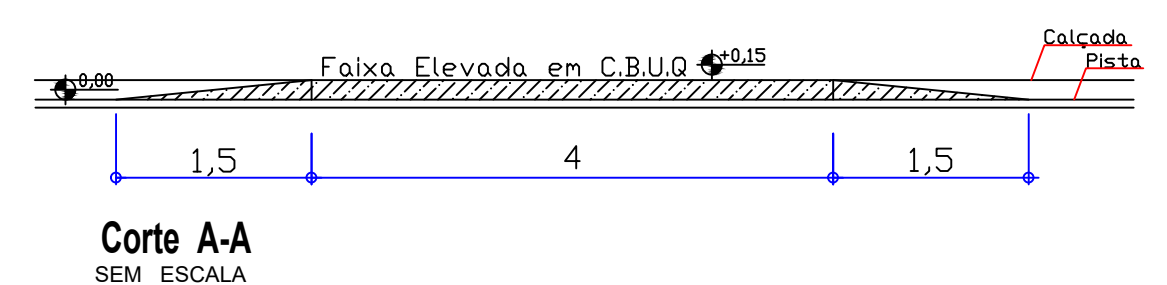 Calçada
Faixa Elevada em C.B.U.Q
+0,15
Pista
0,00
1,5
4
1,5
Corte A-A
SEM ESCALA